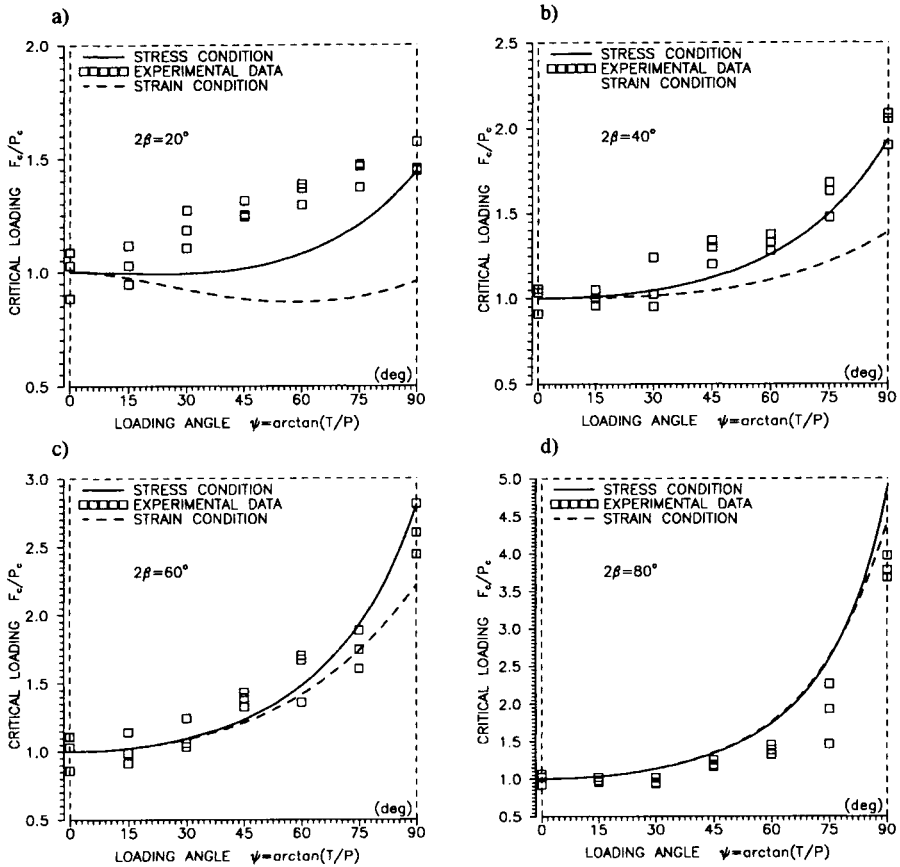 a)
2.0
1.5
1.0
0.5
CRITICAL LOADING F_c/P_c
STRESS CONDITION
EXPERIMENTAL DATA
STRAIN CONDITION
2β=20°
(deg)
0 15 30 45 60 75 90
LOADING ANGLE ψ=arctan(T/P)
b)
2.5
2.0
1.5
1.0
0.5
CRITICAL LOADING F_c/P_c
STRESS CONDITION
EXPERIMENTAL DATA
STRAIN CONDITION
2β=40°
(deg)
0 15 30 45 60 75 90
LOADING ANGLE ψ=arctan(T/P)
c)
3.0
2.5
2.0
1.5
1.0
0.5
CRITICAL LOADING F_c/P_c
STRESS CONDITION
EXPERIMENTAL DATA
STRAIN CONDITION
2β=60°
(deg)
0 15 30 45 60 75 90
LOADING ANGLE ψ=arctan(T/P)
d)
5.0
4.5
4.0
3.5
3.0
2.5
2.0
1.5
1.0
0.5
CRITICAL LOADING F_c/P_c
STRESS CONDITION
EXPERIMENTAL DATA
STRAIN CONDITION
2β=80°
(deg)
0 15 30 45 60 75 90
LOADING ANGLE ψ=arctan(T/P)